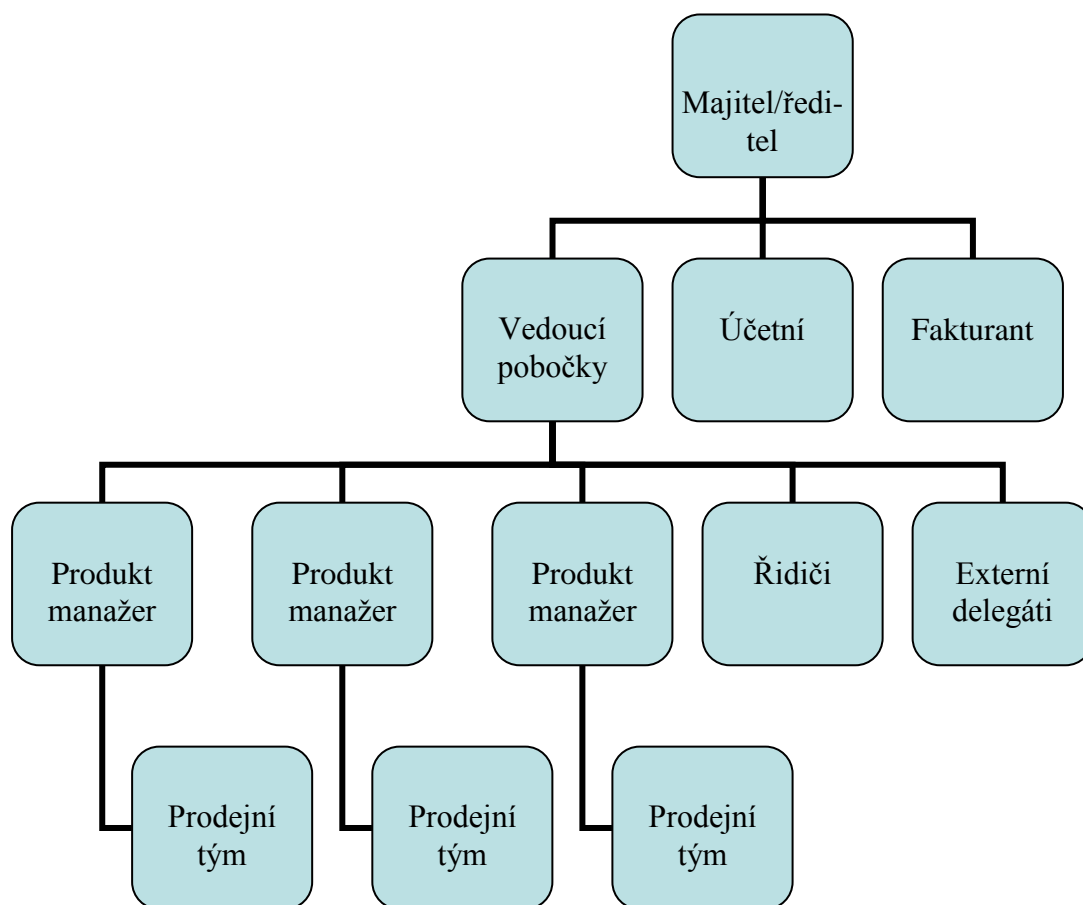 Majitel/ředi-
tel
Vedoucí
pobočky
Účetní
Fakturant
Produkt
manažer
Produkt
manažer
Produkt
manažer
Řidiči
Externí
delegáti
Prodejní
tým
Prodejní
tým
Prodejní
tým